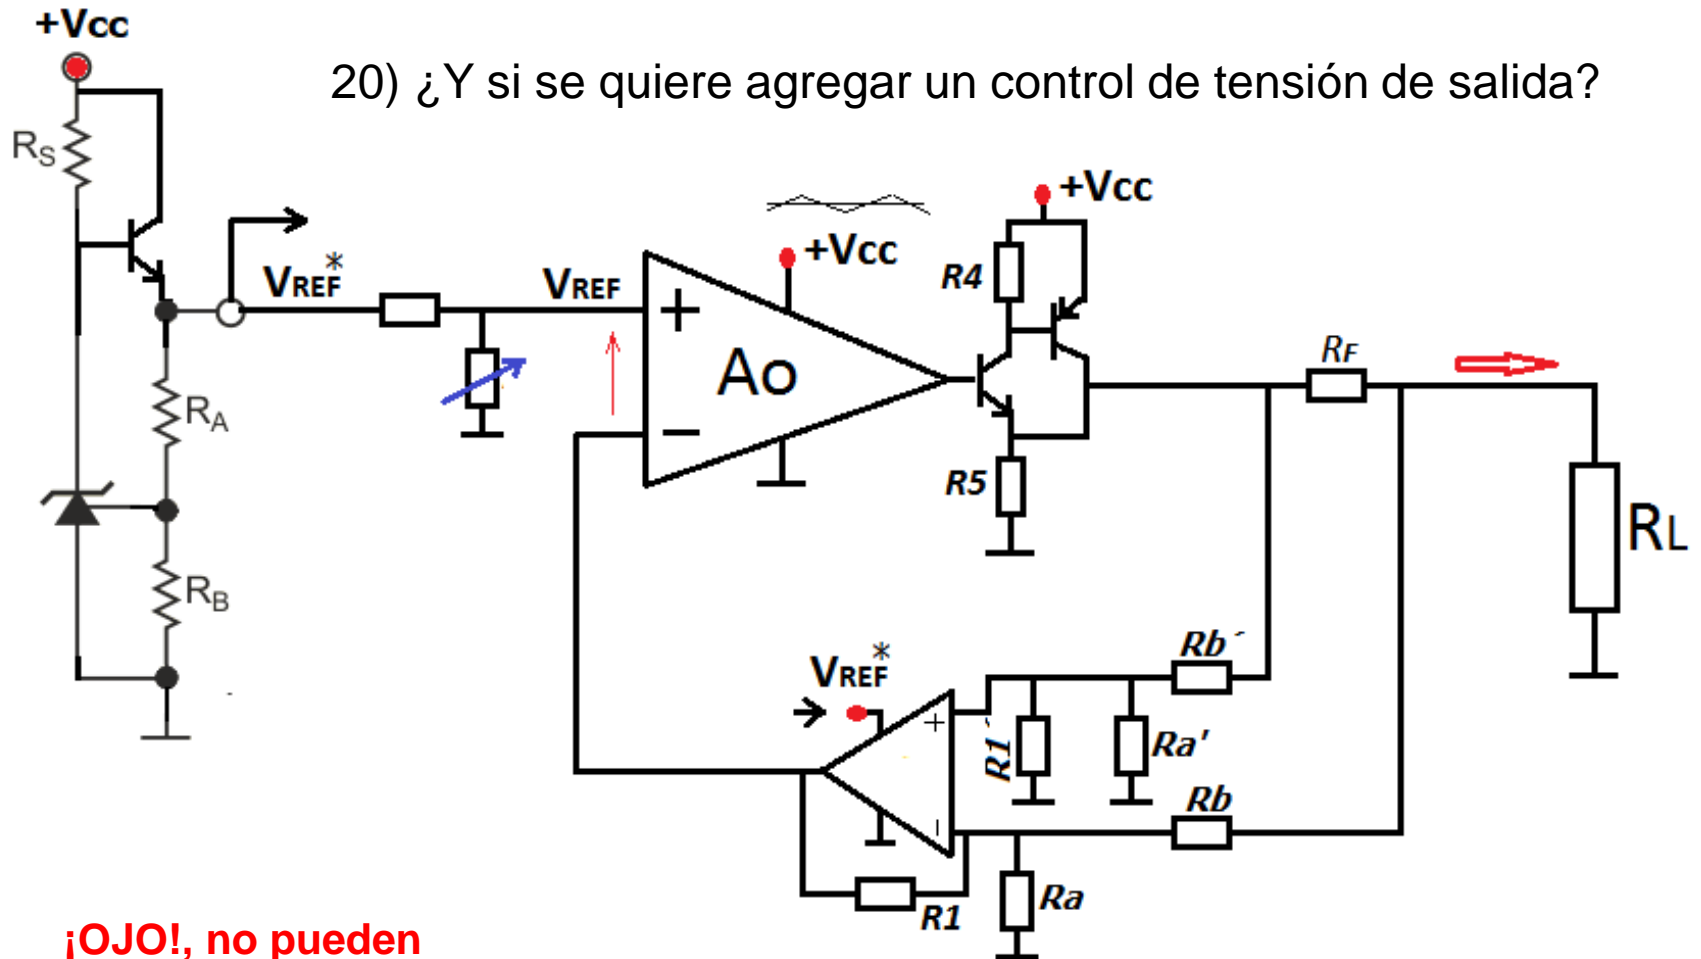 +Vcc
20) ¿Y si se quiere agregar un control de tensión de salida?
RS
+Vcc
+Vcc
R4
VREF*
VREF
+
Ao
−
RF
RA
R5
RL
RB
Rb´
VREF*
+
R1´
Ra'
Rb
−
Ra
R1
¡OJO!, no pueden